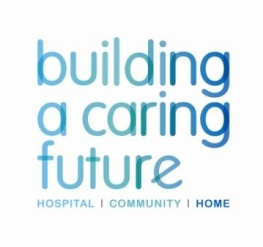 building
a caring
future
HOSPITAL | COMMUNITY | HOME